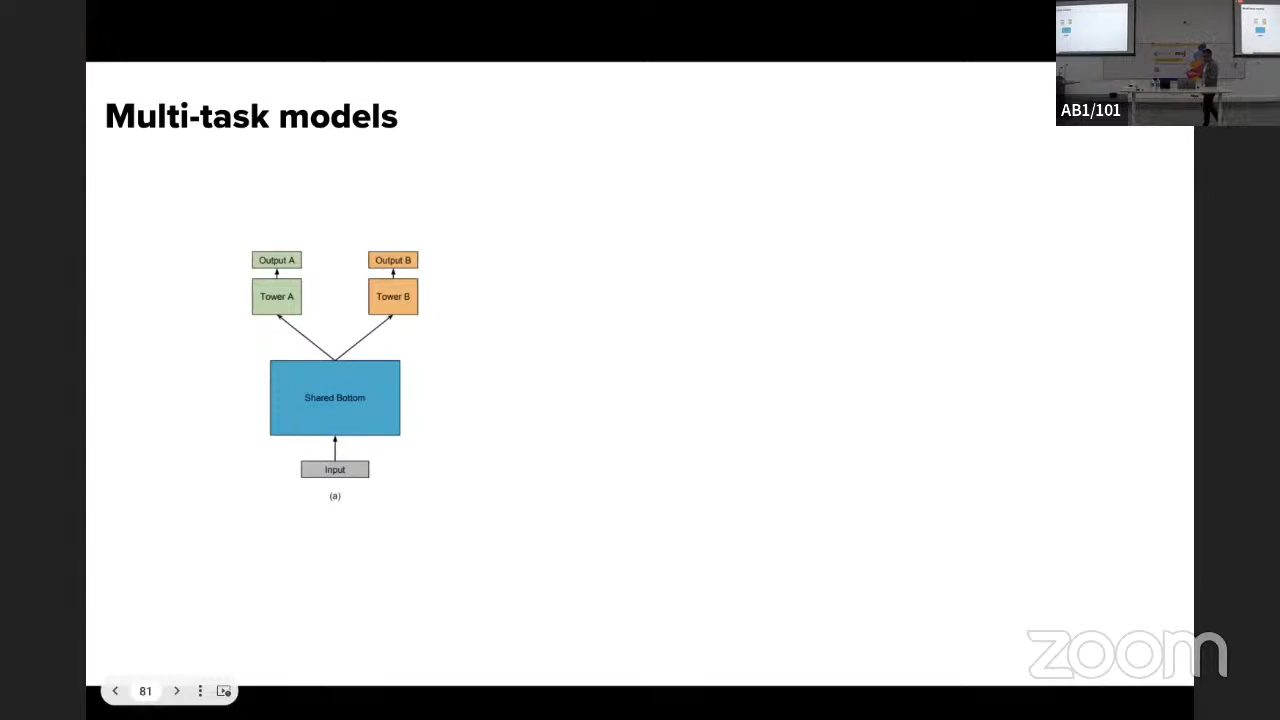 Multi-task models
AB1/101
Output A
Output B
Tower A
Tower B
Shared Bottom
Input
(a)
zoom
81